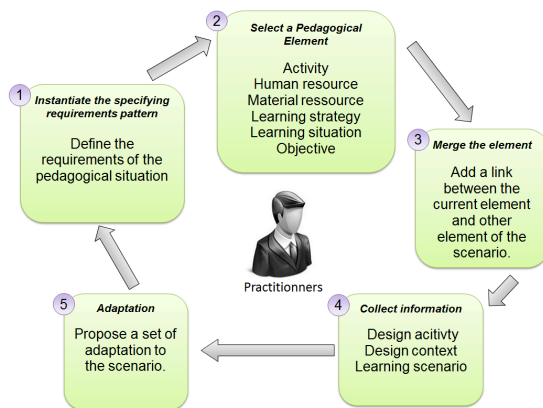 1
Instantiate the specifying
requirements pattern
Define the
requirements of the
pedagogical situation
2
Select a Pedagogical
Element
Activity
Human resource
Material ressource
Learning strategy
Learning situation
Objective
3
Merge the element
Add a link
between the
current element
and other
element of the
scenario.
4
Collect information
Design acitivty
Design context
Learning scenario
5
Adaptation
Propose a set of
adaptation to
the scenario.
Practitionners